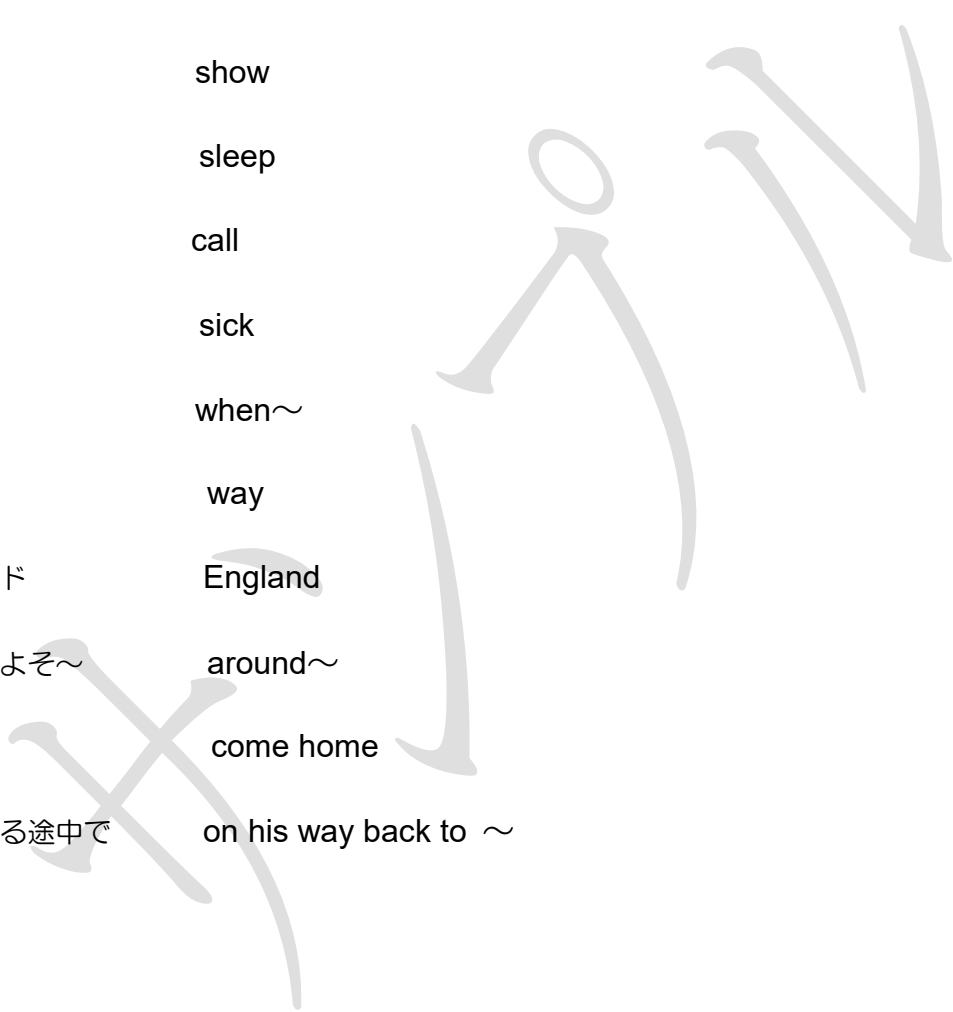 show
sleep
call
sick
when～
way
ド England
よそ～ around～
come home
る途中で on his way back to ～